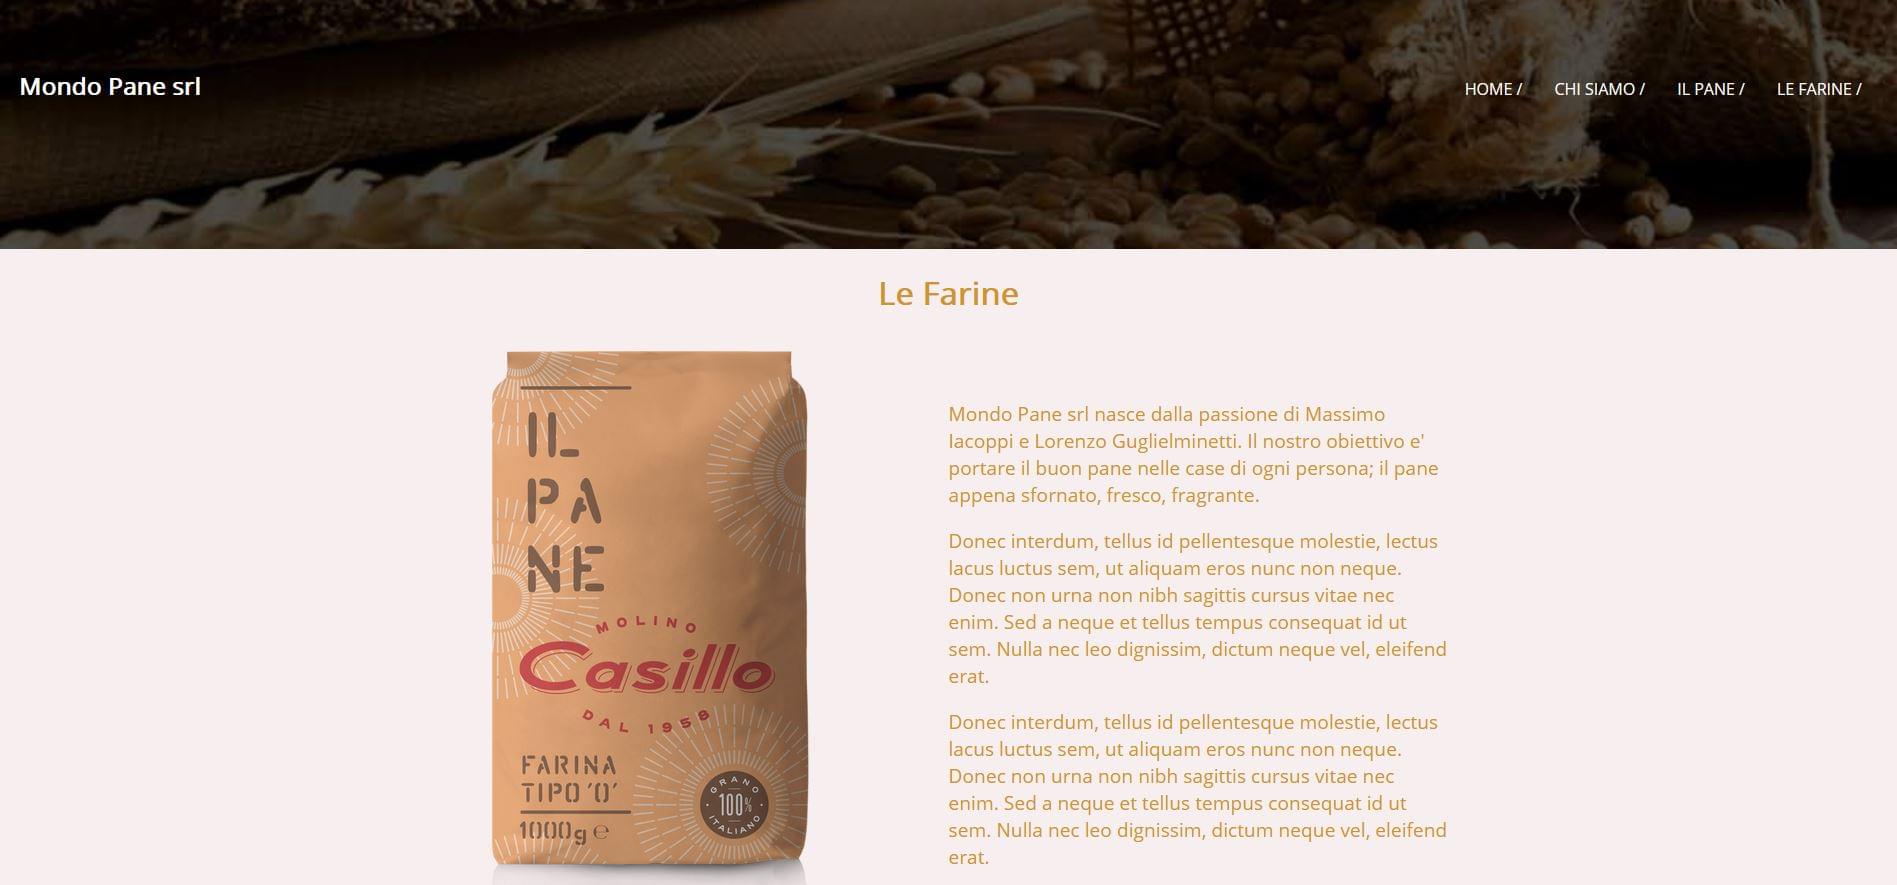 Mondo Pane srl
HOME / CHI SIAMO / IL PANE / LE FARINE /
Le Farine
IL
PA
NE
MOLINO
Casillo
DAL 1958
FARINA
TIPO '0'
1000g ℮
GRANO
100%
ITALIANO
Mondo Pane srl nasce dalla passione di Massimo
Iacoppi e Lorenzo Guglielminetti. Il nostro obiettivo e'
portare il buon pane nelle case di ogni persona; il pane
appena sfornato, fresco, fragrante.
Donec interdum, tellus id pellentesque molestie, lectus
lacus luctus sem, ut aliquam eros nunc non neque.
Donec non urna non nibh sagittis cursus vitae nec
enim. Sed a neque et tellus tempus consequat id ut
sem. Nulla nec leo dignissim, dictum neque vel, eleifend
erat.
Donec interdum, tellus id pellentesque molestie, lectus
lacus luctus sem, ut aliquam eros nunc non neque.
Donec non urna non nibh sagittis cursus vitae nec
enim. Sed a neque et tellus tempus consequat id ut
sem. Nulla nec leo dignissim, dictum neque vel, eleifend
erat.